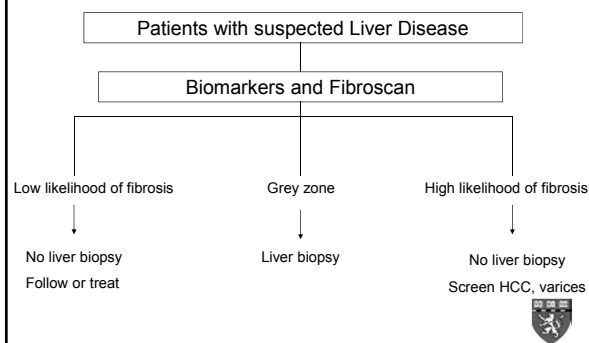 Patients with suspected Liver Disease
Biomarkers and Fibroscan
Low likelihood of fibrosis
Grey zone
High likelihood of fibrosis
No liver biopsy
Follow or treat
Liver biopsy
No liver biopsy
Screen HCC, varices